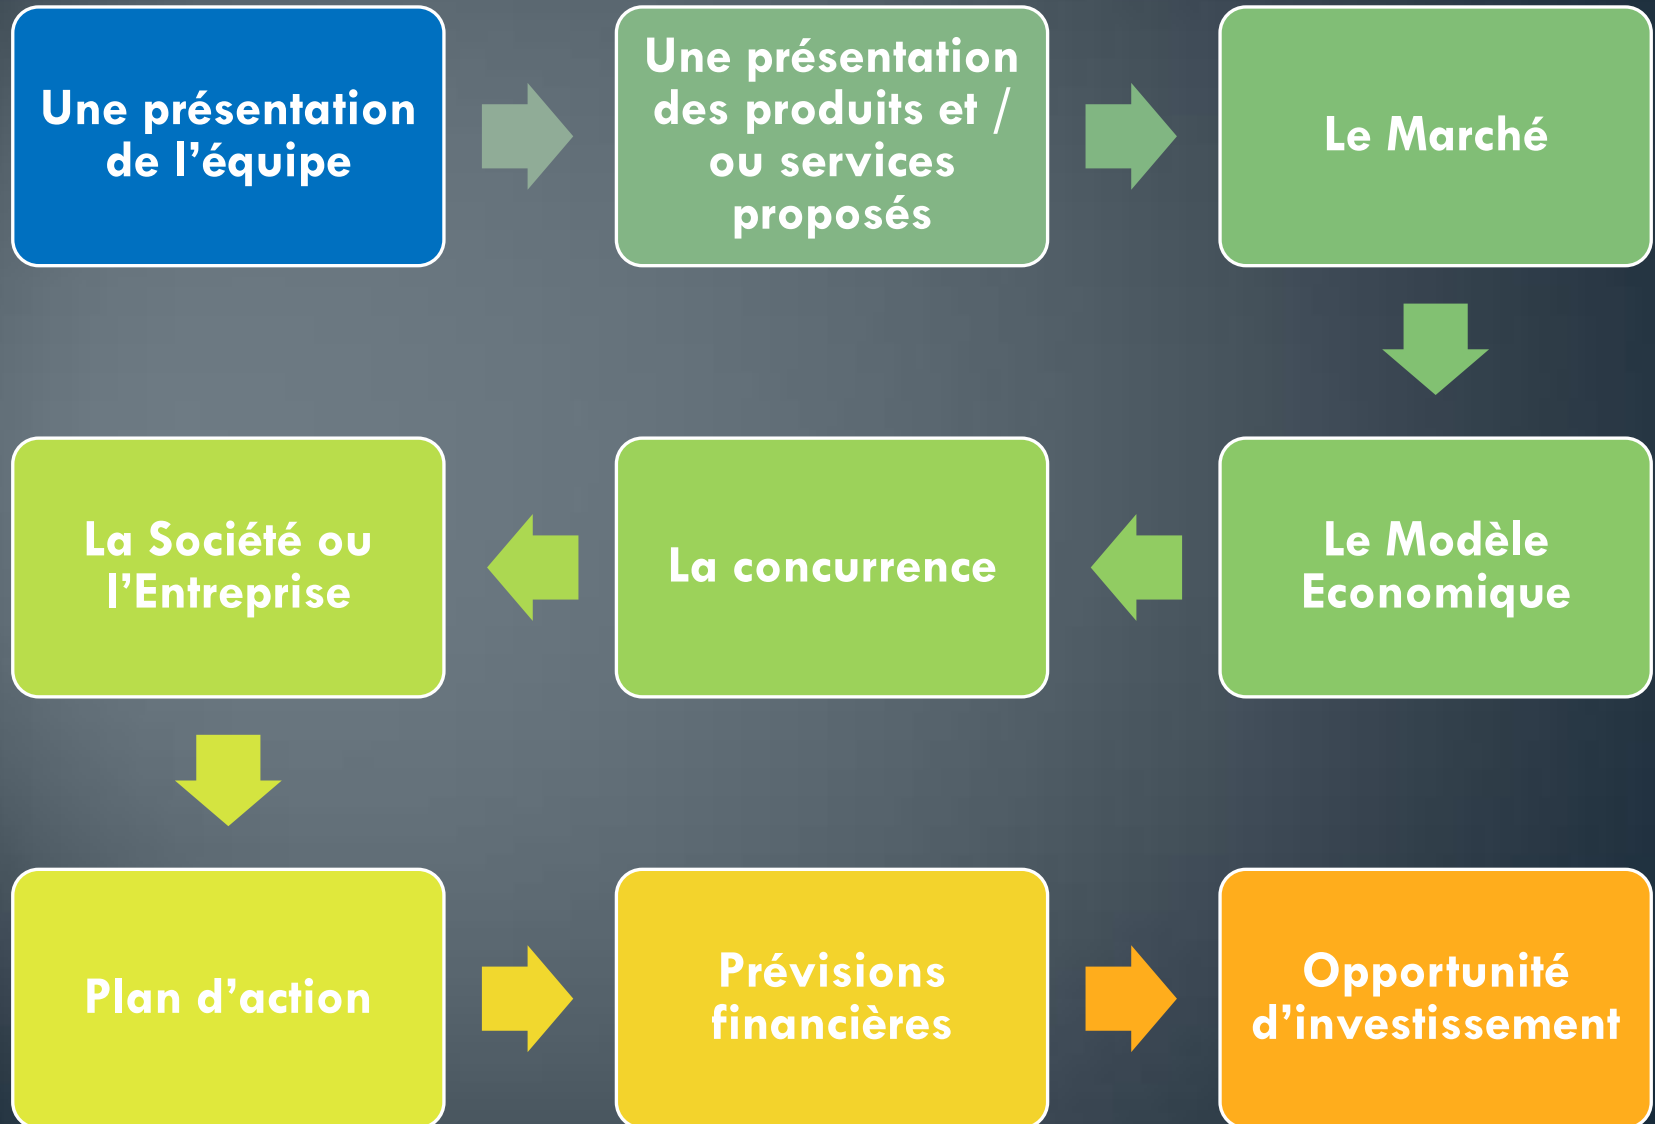 Une présentation
de l’équipe
Une présentation
des produits et /
ou services
proposés
Le Marché
Le Modèle
Economique
La concurrence
La Société ou
l’Entreprise
Plan d’action
Prévisions
financières
Opportunité
d’investissement